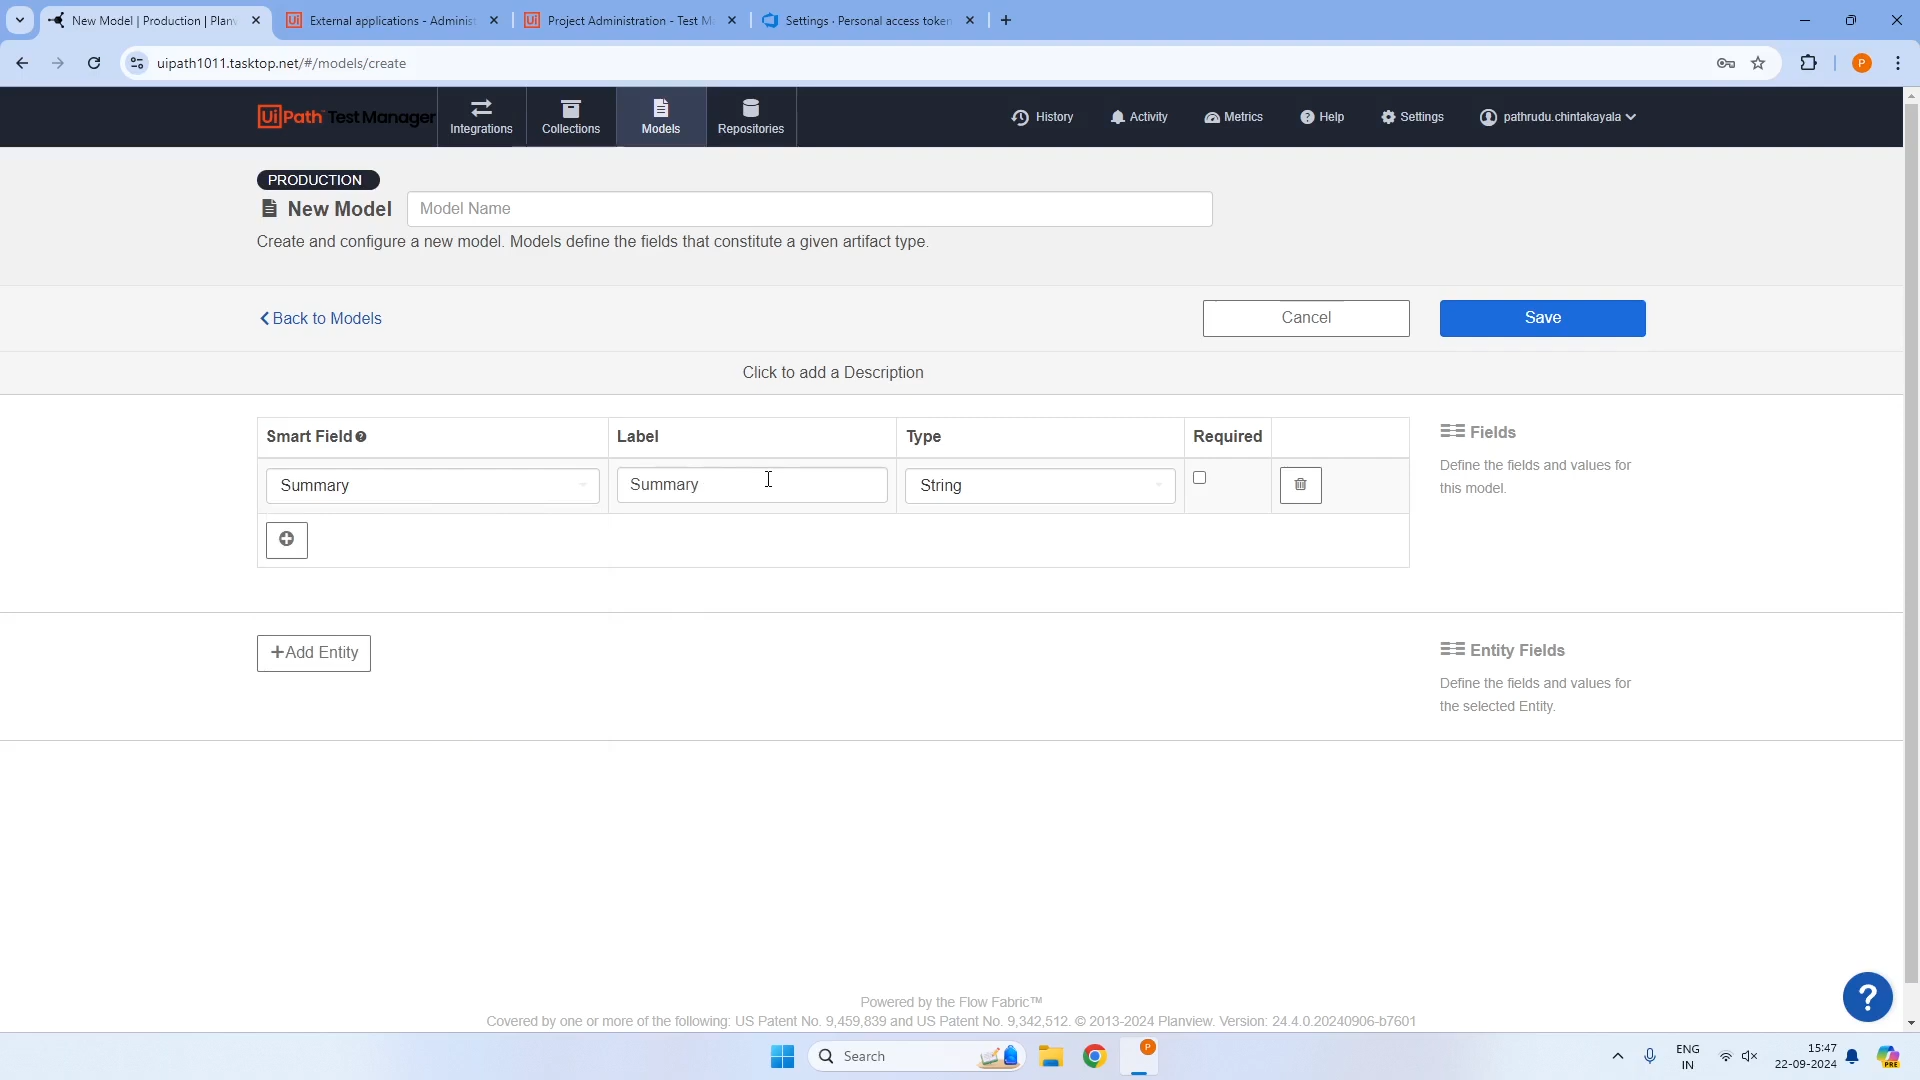 New Model | Production | Planv
External applications - Administ
Project Administration - Test M
Settings · Personal access token
uipath1011.tasktop.net/#/models/create
P
UiPath Test Manager
Integrations
Collections
Models
Repositories
History
Activity
Metrics
Help
Settings
pathrudu.chintakayala
PRODUCTION
New Model
Model Name
Create and configure a new model. Models define the fields that constitute a given artifact type.
Back to Models
Cancel
Save
Click to add a Description
Smart Field
Label
Type
Required
Fields
Define the fields and values for
this model.
Summary
Summary
String
+Add Entity
Entity Fields
Define the fields and values for
the selected Entity.
Powered by the Flow Fabric™
Covered by one or more of the following: US Patent No. 9,459,839 and US Patent No. 9,342,512. © 2013-2024 Planview. Version: 24.4.0.20240906-b7601
?
Search
P
ENG
IN
15:47
22-09-2024
PRE